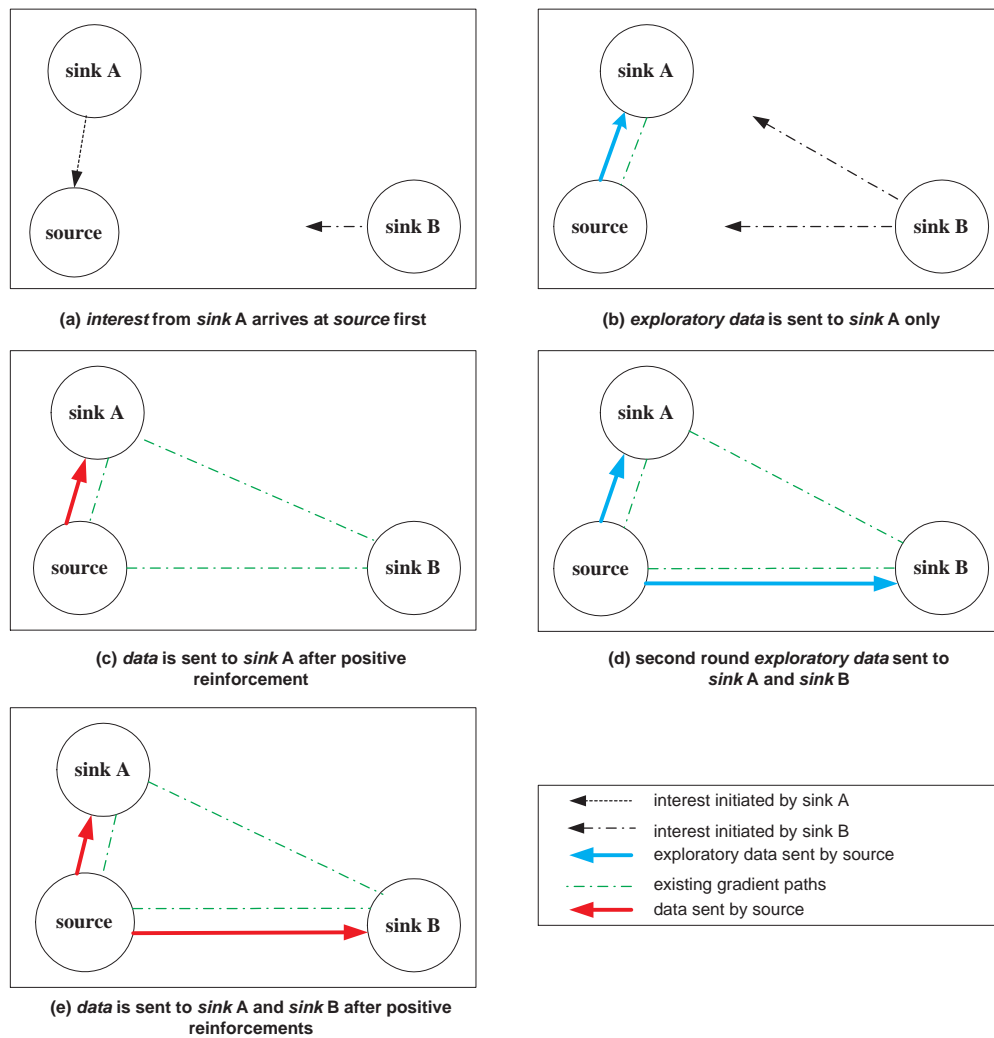 sink A
source
sink B
(a) interest from sink A arrives at source first
sink A
source
sink B
(b) exploratory data is sent to sink A only
sink A
source
sink B
(c) data is sent to sink A after positive
reinforcement
sink A
source
sink B
(d) second round exploratory data sent to
sink A and sink B
sink A
source
sink B
(e) data is sent to sink A and sink B after positive
reinforcements
interest initiated by sink A
interest initiated by sink B
exploratory data sent by source
existing gradient paths
data sent by source